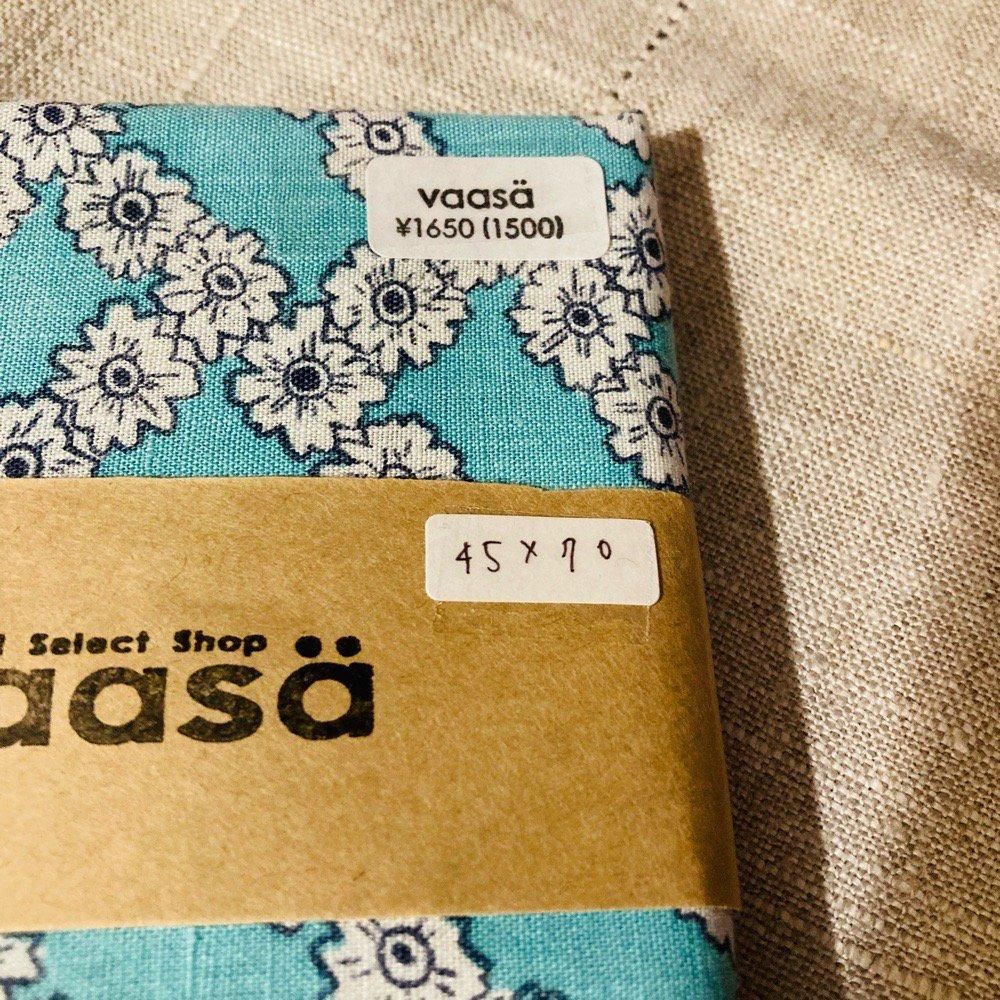 vaasä
¥1650 (1500)
45×70
Select Shop
aasä